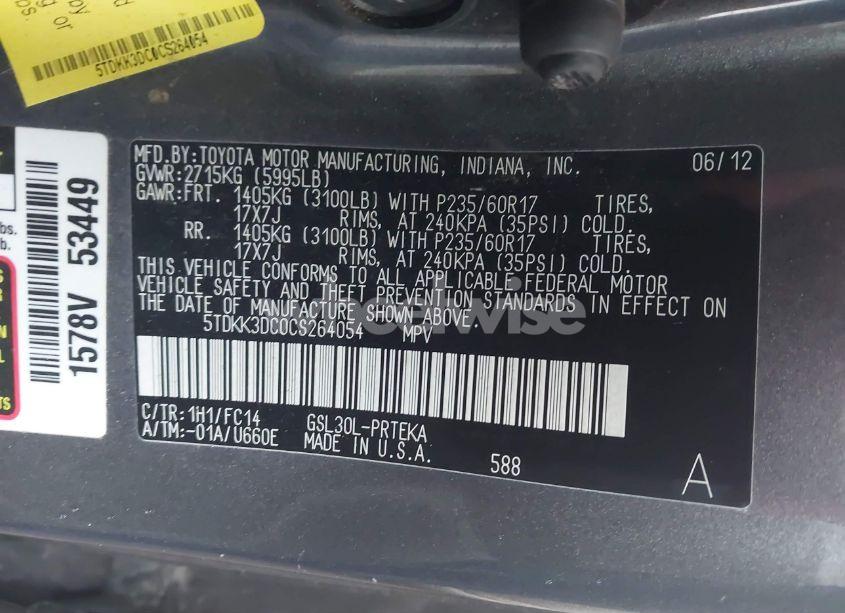 5TDKK3DC0CS264054
MFD.BY:TOYOTA MOTOR MANUFACTURING, INDIANA, INC. 06/12
GVWR:2715KG (5995LB)
GAWR:FRT. 1405KG (3100LB) WITH P235/60R17 TIRES,
17X7J RIMS, AT 240KPA (35PSI) COLD.
RR. 1405KG (3100LB) WITH P235/60R17 TIRES,
17X7J RIMS, AT 240KPA (35PSI) COLD.
THIS VEHICLE CONFORMS TO ALL APPLICABLE FEDERAL MOTOR
VEHICLE SAFETY AND THEFT PREVENTION STANDARDS IN EFFECT ON
THE DATE OF MANUFACTURE SHOWN ABOVE.
5TDKK3DC0CS264054 MPV
C/TR:1H1/FC14 GSL30L-PRTEKA
A/TM:-01A/U660E MADE IN U.S.A.
588
A
1578V 53449
lbs.
lb.